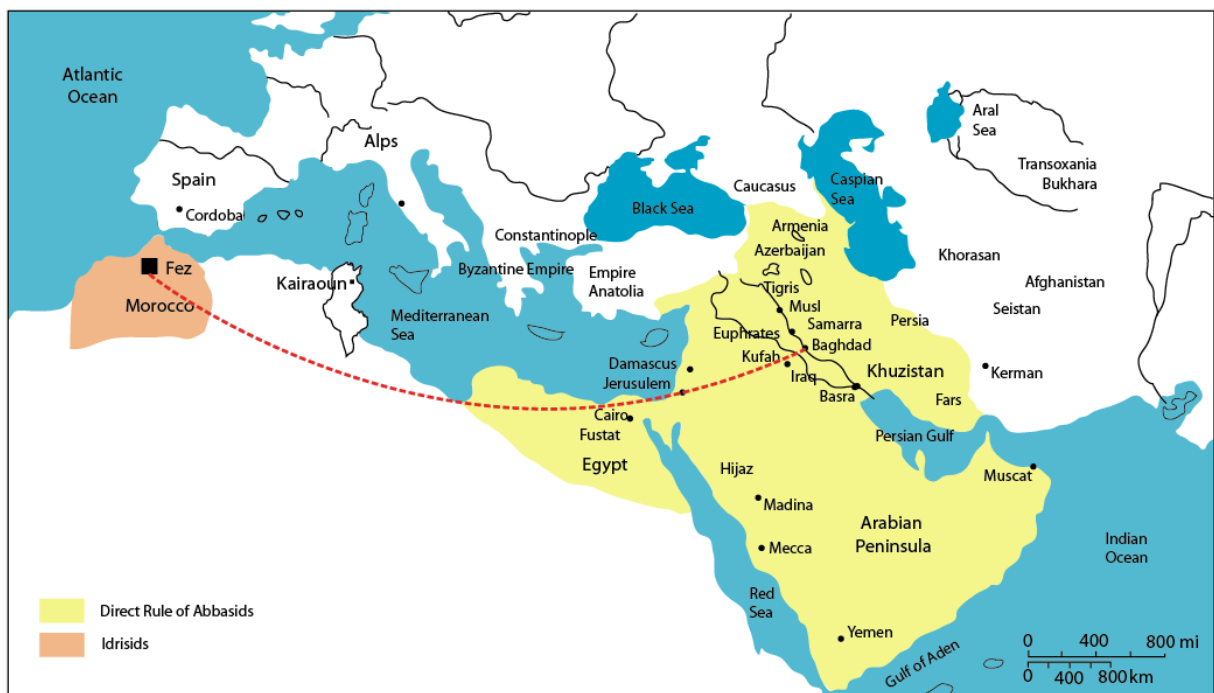 Atlantic
Ocean
Alps
Spain
Cordoba
Fez
Morocco
Kairaoun
Mediterranean
Sea
Constantinople
Byzantine Empire
Empire
Anatolia
Black Sea
Caucasus
Caspian
Sea
Aral
Sea
Transoxania
Bukhara
Armenia
Azerbaijan
Tigris
Musl
Samarra
Euphrates
Baghdad
Kufah
Iraq
Basra
Khuzistan
Persia
Khorasan
Afghanistan
Seistan
Kerman
Fars
Persian Gulf
Damascus
Jerusulem
Cairo
Fustat
Egypt
Hijaz
Madina
Mecca
Arabian
Peninsula
Muscat
Indian
Ocean
Red
Sea
Yemen
Gulf of Aden
Direct Rule of Abbasids
Idrisids
0 400 800 mi
0 400 800km